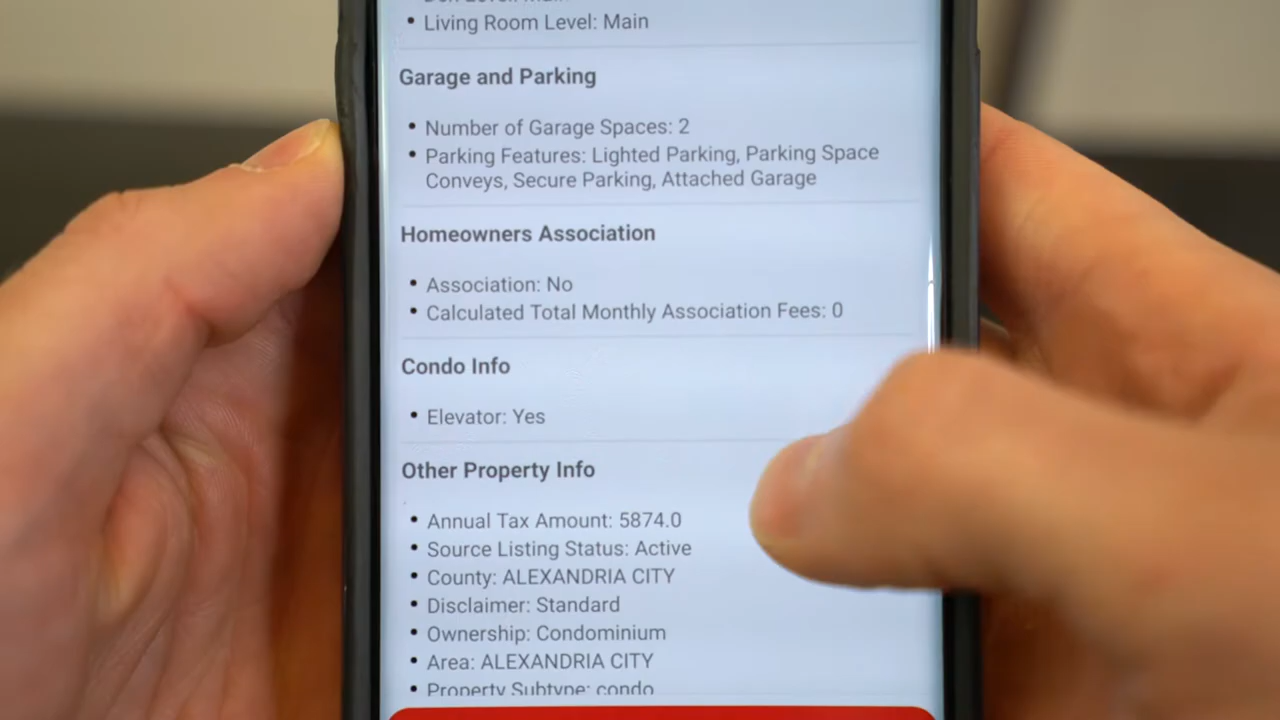 Living Room Level: Main
Garage and Parking
Number of Garage Spaces: 2
Parking Features: Lighted Parking, Parking Space
Conveys, Secure Parking, Attached Garage
Homeowners Association
Association: No
Calculated Total Monthly Association Fees: 0
Condo Info
Elevator: Yes
Other Property Info
Annual Tax Amount: 5874.0
Source Listing Status: Active
County: ALEXANDRIA CITY
Disclaimer: Standard
Ownership: Condominium
Area: ALEXANDRIA CITY
Property Subtype: condo